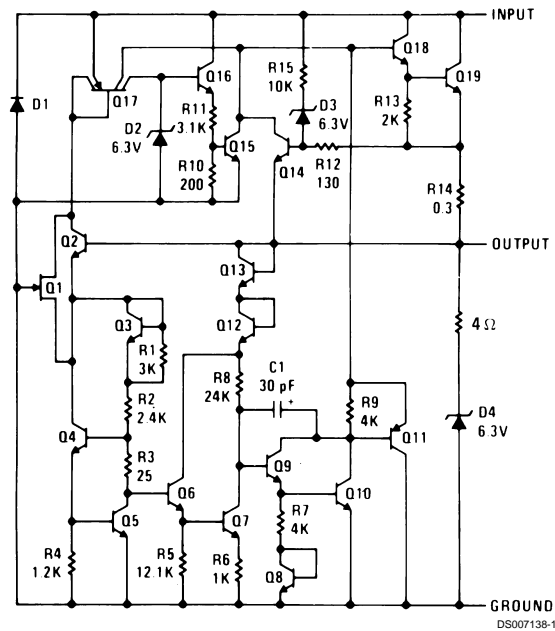 INPUT
Q18
R15
10K
Q19
Q16
D1
Q17
R11
3.1K
D3
6.3V
R13
2K
D2
6.3V
Q15
R10
200
Q14
R12
130
R14
0.3
Q2
OUTPUT
Q13
Q1
Q3
Q12
4Ω
R1
3K
C1
30 pF
+
R8
24K
R2
2.4K
R9
4K
D4
6.3V
Q4
Q11
R3
25
Q9
Q6
Q10
Q5
Q7
R7
4K
R4
1.2K
R5
12.1K
R6
1K
Q8
GROUND
DS007138-1